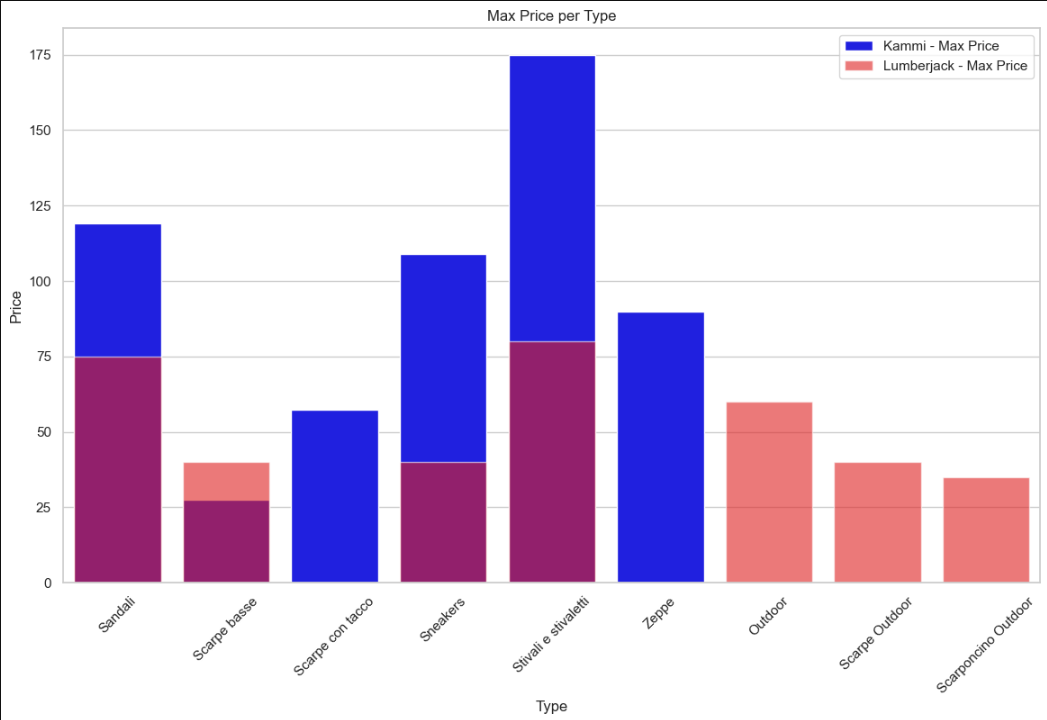 Max Price per Type
Kammi - Max Price
Lumberjack - Max Price
175
150
125
100
75
50
25
0
Price
Sandali
Scarpe basse
Scarpe con tacco
Sneakers
Stivali e stivaletti
Zeppe
Outdoor
Scarpe Outdoor
Scarponcino Outdoor
Type